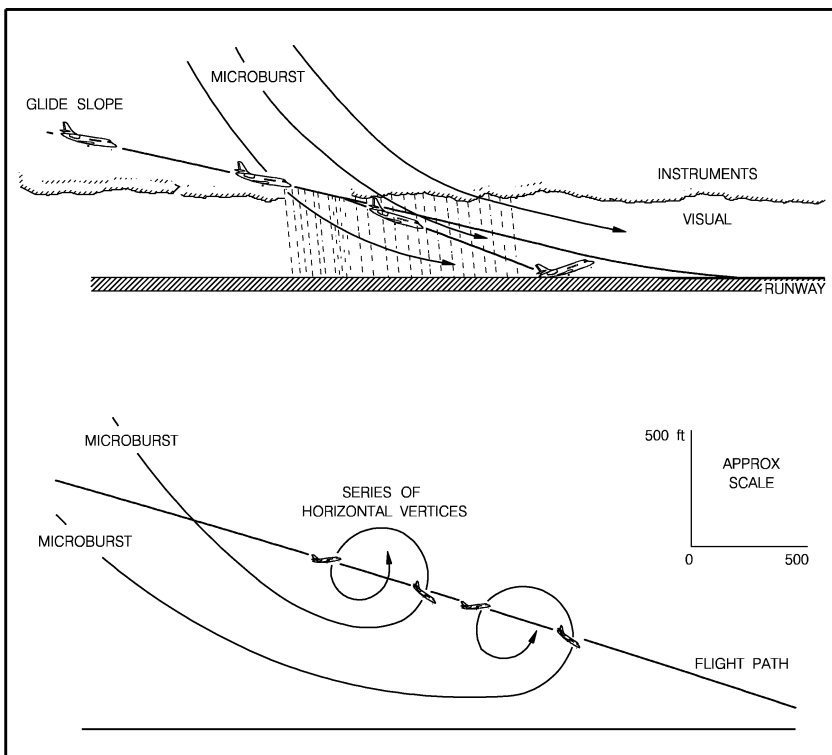 MICROBURST
GLIDE SLOPE
INSTRUMENTS
VISUAL
RUNWAY
MICROBURST
500 ft
APPROX
SCALE
SERIES OF
HORIZONTAL VERTICES
MICROBURST
0
500
FLIGHT PATH